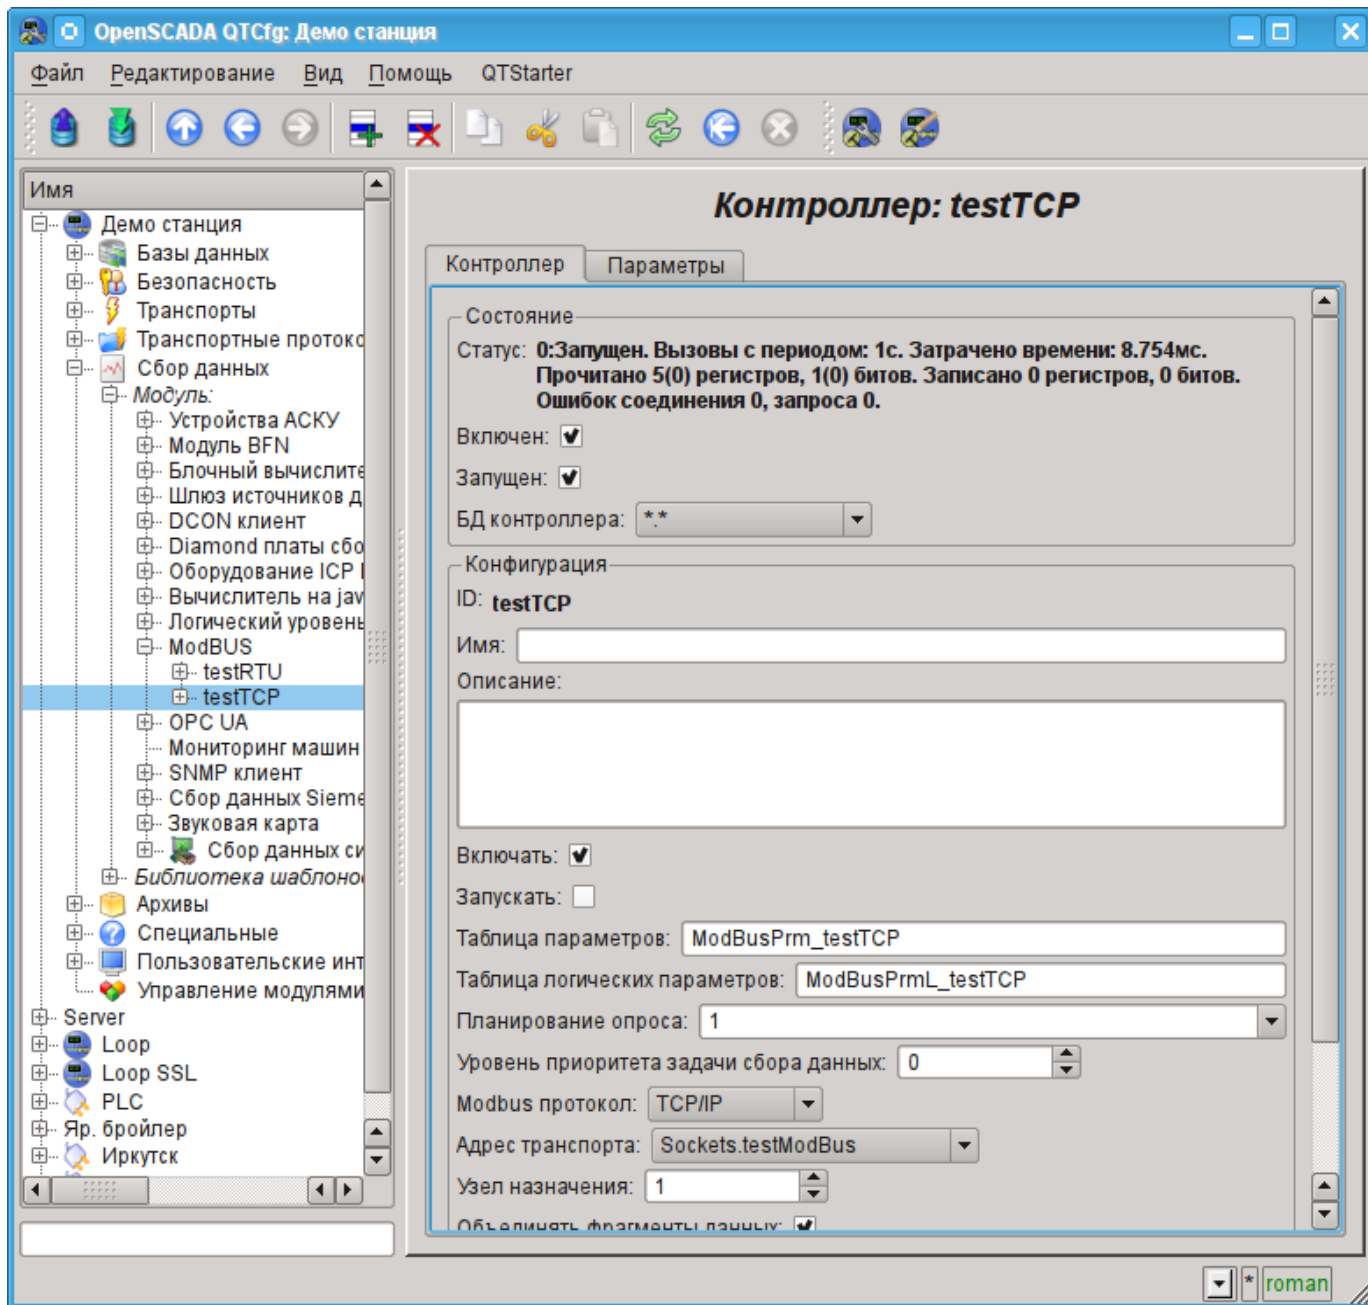 OpenSCADA QTCfg: Демо станция
Файл Редактирование Вид Помощь QTStarter
Имя
Демо станция
Базы данных
Безопасность
Транспорты
Транспортные протоко
Сбор данных
Модуль:
Устройства АСКУ
Модуль BFN
Блочный вычислите
Шлюз источников д
DCON клиент
Diamond платы сбо
Оборудование ICP
Вычислитель на jav
Логический уровень
ModBUS
testRTU
testTCP
OPC UA
Мониторинг машин
SNMP клиент
Сбор данных Sieme
Звуковая карта
Сбор данных си
Библиотека шаблоно
Архивы
Специальные
Пользовательские инт
Управление модулями
Server
Loop
Loop SSL
PLC
Яр. бройлер
Иркутск
Контроллер: testTCP
Контроллер Параметры
Состояние
Статус: 0:Запущен. Вызовы с периодом: 1с. Затрачено времени: 8.754мс.
Прочитано 5(0) регистров, 1(0) битов. Записано 0 регистров, 0 битов.
Ошибок соединения 0, запроса 0.
Включен:
Запущен:
БД контроллера: *.*
Конфигурация
ID: testTCP
Имя:
Описание:
Включать:
Запускать:
Таблица параметров: ModBusPrm_testTCP
Таблица логических параметров: ModBusPrmL_testTCP
Планирование опроса: 1
Уровень приоритета задачи сбора данных: 0
Modbus протокол: TCP/IP
Адрес транспорта: Sockets.testModBus
Узел назначения: 1
Объединять фрагменты данных:
* roman